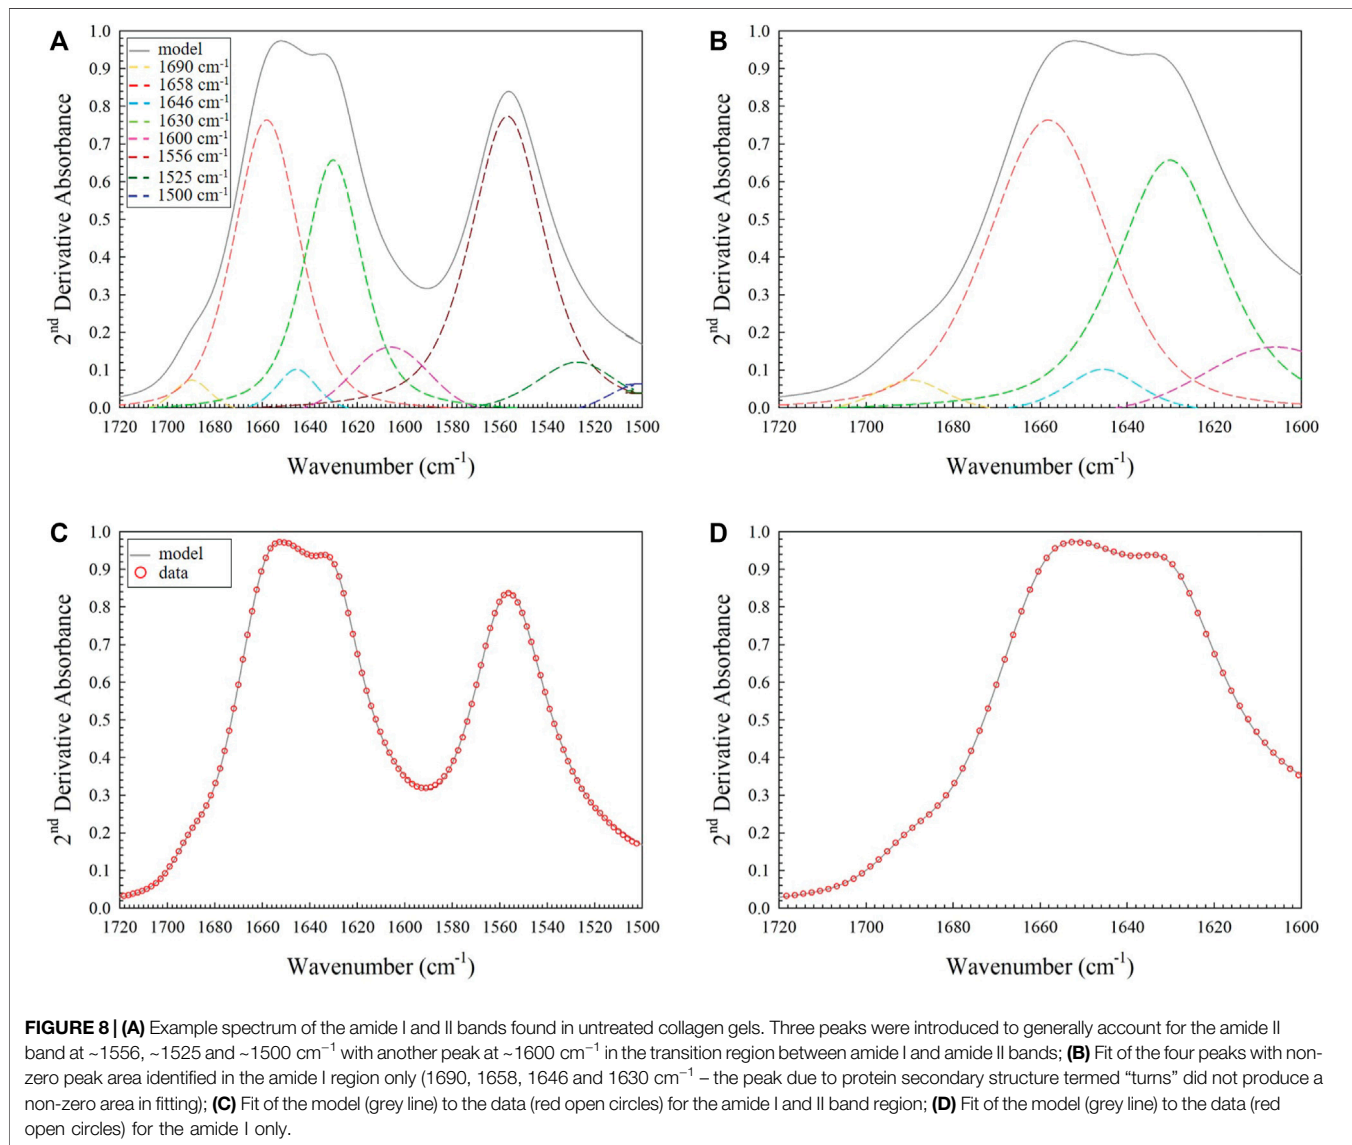 A
model
1690 cm⁻¹
1658 cm⁻¹
1646 cm⁻¹
1630 cm⁻¹
1600 cm⁻¹
1556 cm⁻¹
1525 cm⁻¹
1500 cm⁻¹
1.0
0.9
0.8
0.7
0.6
0.5
0.4
0.3
0.2
0.1
0.0
2nd Derivative Absorbance
1720 1700 1680 1660 1640 1620 1600 1580 1560 1540 1520 1500
Wavenumber (cm⁻¹)
B
1.0
0.9
0.8
0.7
0.6
0.5
0.4
0.3
0.2
0.1
0.0
2nd Derivative Absorbance
1720 1700 1680 1660 1640 1620 1600
Wavenumber (cm⁻¹)
C
model
data
1.0
0.9
0.8
0.7
0.6
0.5
0.4
0.3
0.2
0.1
0.0
2nd Derivative Absorbance
1720 1700 1680 1660 1640 1620 1600 1580 1560 1540 1520 1500
Wavenumber (cm⁻¹)
D
1.0
0.9
0.8
0.7
0.6
0.5
0.4
0.3
0.2
0.1
0.0
2nd Derivative Absorbance
1720 1700 1680 1660 1640 1620 1600
Wavenumber (cm⁻¹)
FIGURE 8 | (A) Example spectrum of the amide I and II bands found in untreated collagen gels. Three peaks were introduced to generally account for the amide II
band at ~1556, ~1525 and ~1500 cm⁻¹ with another peak at ~1600 cm⁻¹ in the transition region between amide I and amide II bands; (B) Fit of the four peaks with non-
zero peak area identified in the amide I region only (1690, 1658, 1646 and 1630 cm⁻¹ – the peak due to protein secondary structure termed “turns” did not produce a
non-zero area in fitting); (C) Fit of the model (grey line) to the data (red open circles) for the amide I and II band region; (D) Fit of the model (grey line) to the data (red
open circles) for the amide I only.